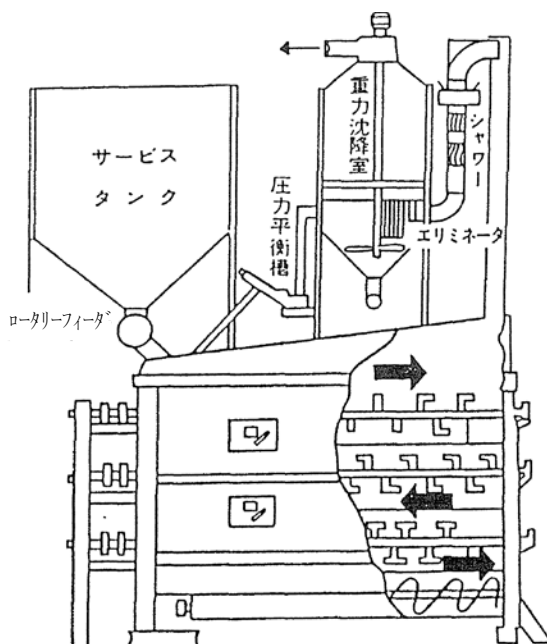 サービス
タンク
ロータリーフィーダ
圧力平衡槽
重力沈降室
シャワー
エリミネータ